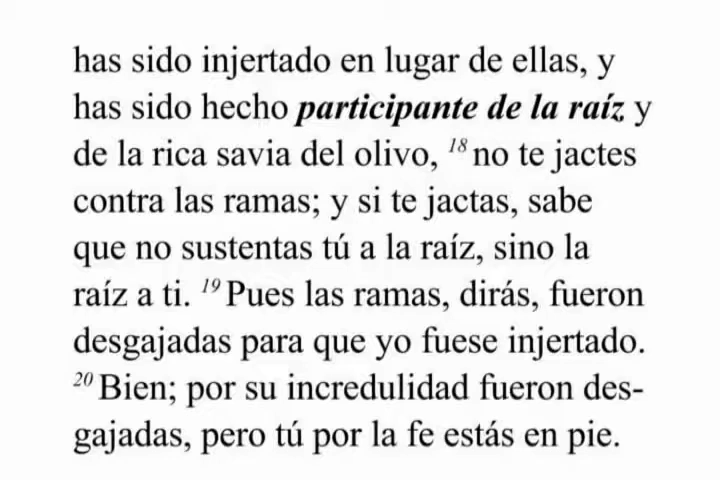 has sido injertado en lugar de ellas, y
has sido hecho participante de la raíz y
de la rica savia del olivo, 18 no te jactes
contra las ramas; y si te jactas, sabe
que no sustentas tú a la raíz, sino la
raíz a ti. 19 Pues las ramas, dirás, fueron
desgajadas para que yo fuese injertado.
20 Bien; por su incredulidad fueron des-
gajadas, pero tú por la fe estás en pie.